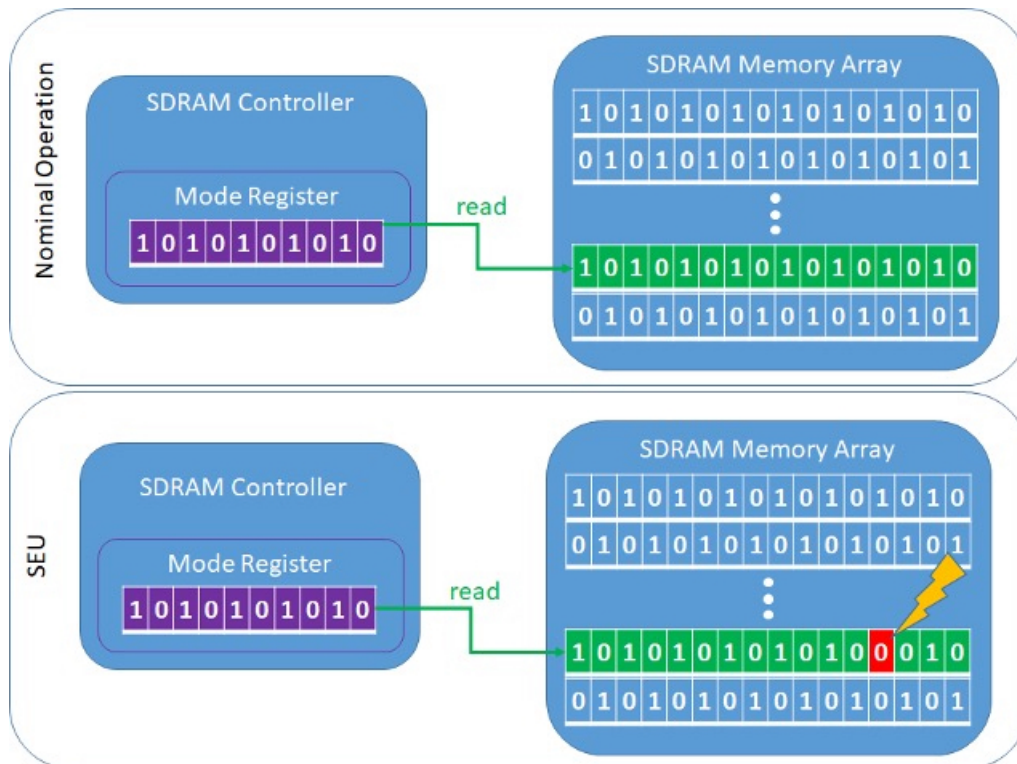 Nominal Operation
SDRAM Controller
Mode Register
1 0 1 0 1 0 1 0 1 0
read
SDRAM Memory Array
1 0 1 0 1 0 1 0 1 0 1 0 1 0 1 0
0 1 0 1 0 1 0 1 0 1 0 1 0 1 0 1
1 0 1 0 1 0 1 0 1 0 1 0 1 0 1 0
0 1 0 1 0 1 0 1 0 1 0 1 0 1 0 1
SEU
SDRAM Controller
Mode Register
1 0 1 0 1 0 1 0 1 0
read
SDRAM Memory Array
1 0 1 0 1 0 1 0 1 0 1 0 1 0 1 0
0 1 0 1 0 1 0 1 0 1 0 1 0 1 0 1
1 0 1 0 1 0 1 0 1 0 1 0 0 0 1 0
0 1 0 1 0 1 0 1 0 1 0 1 0 1 0 1